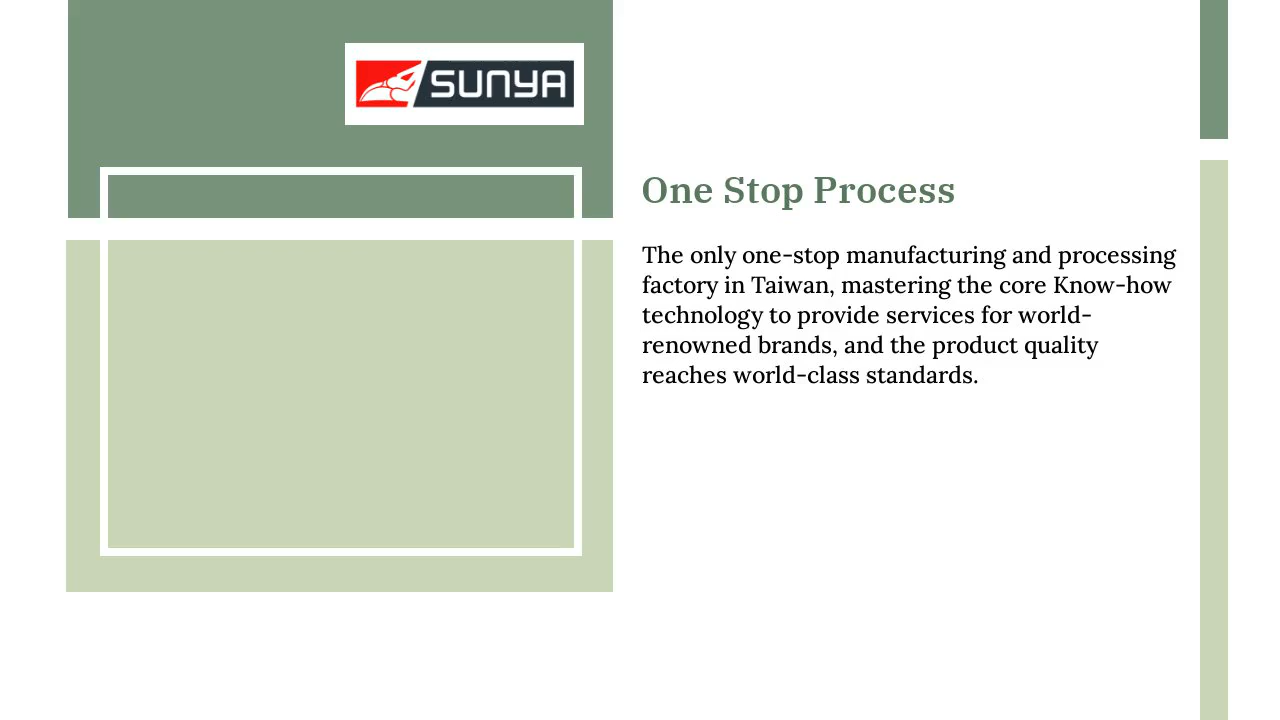 SUNYA
One Stop Process
The only one-stop manufacturing and processing
factory in Taiwan, mastering the core Know-how
technology to provide services for world-
renowned brands, and the product quality
reaches world-class standards.